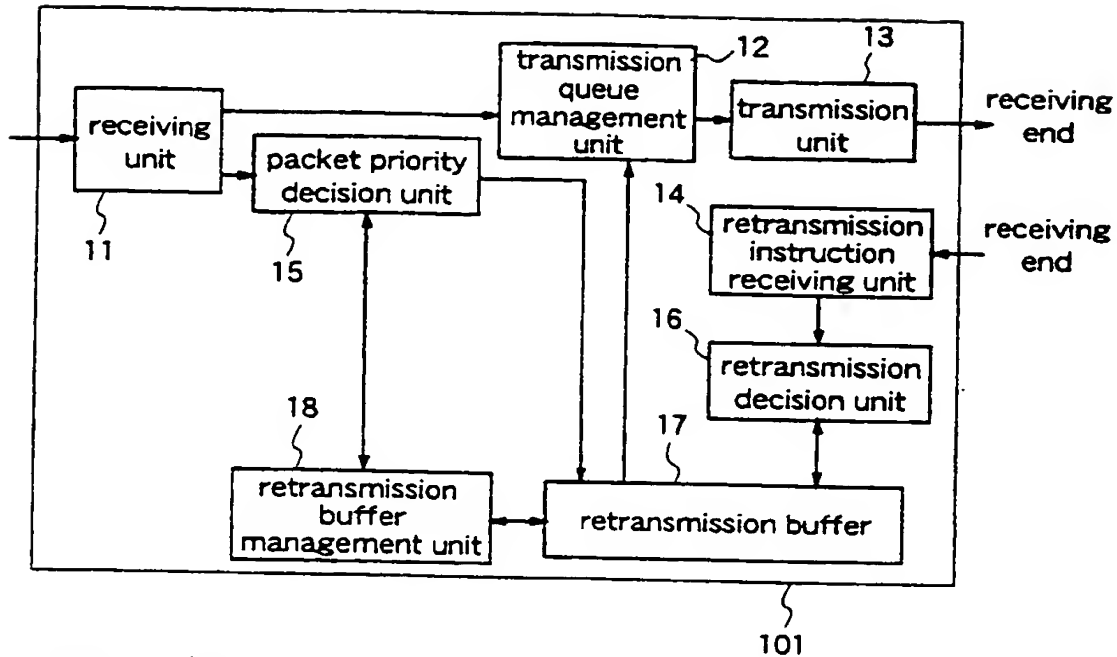 12
13
transmission
queue
management
unit
transmission
unit
receiving
end
receiving
unit
11
packet priority
decision unit
15
14
retransmission
instruction
receiving unit
receiving
end
16
retransmission
decision unit
18
retransmission
buffer
management unit
17
retransmission buffer
101